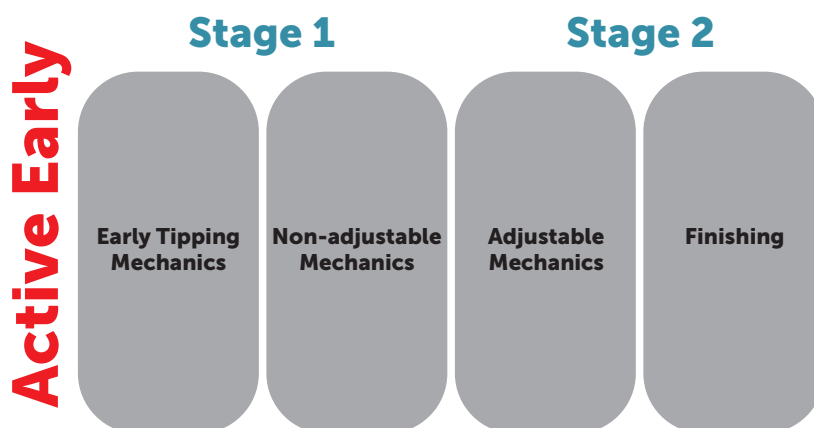 Active Early
Stage 1
Stage 2
Early Tipping
Mechanics
Non-adjustable
Mechanics
Adjustable
Mechanics
Finishing